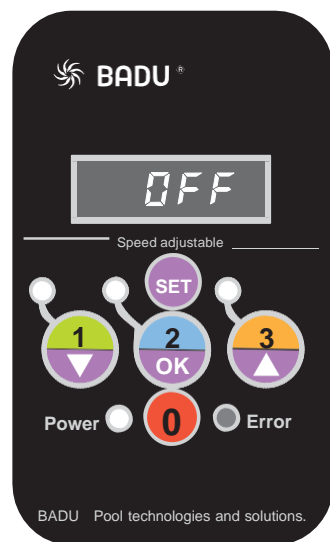 BADU®
OFF
Speed adjustable
SET
1 2 3
OK
Power 0 Error
BADU Pool technologies and solutions.